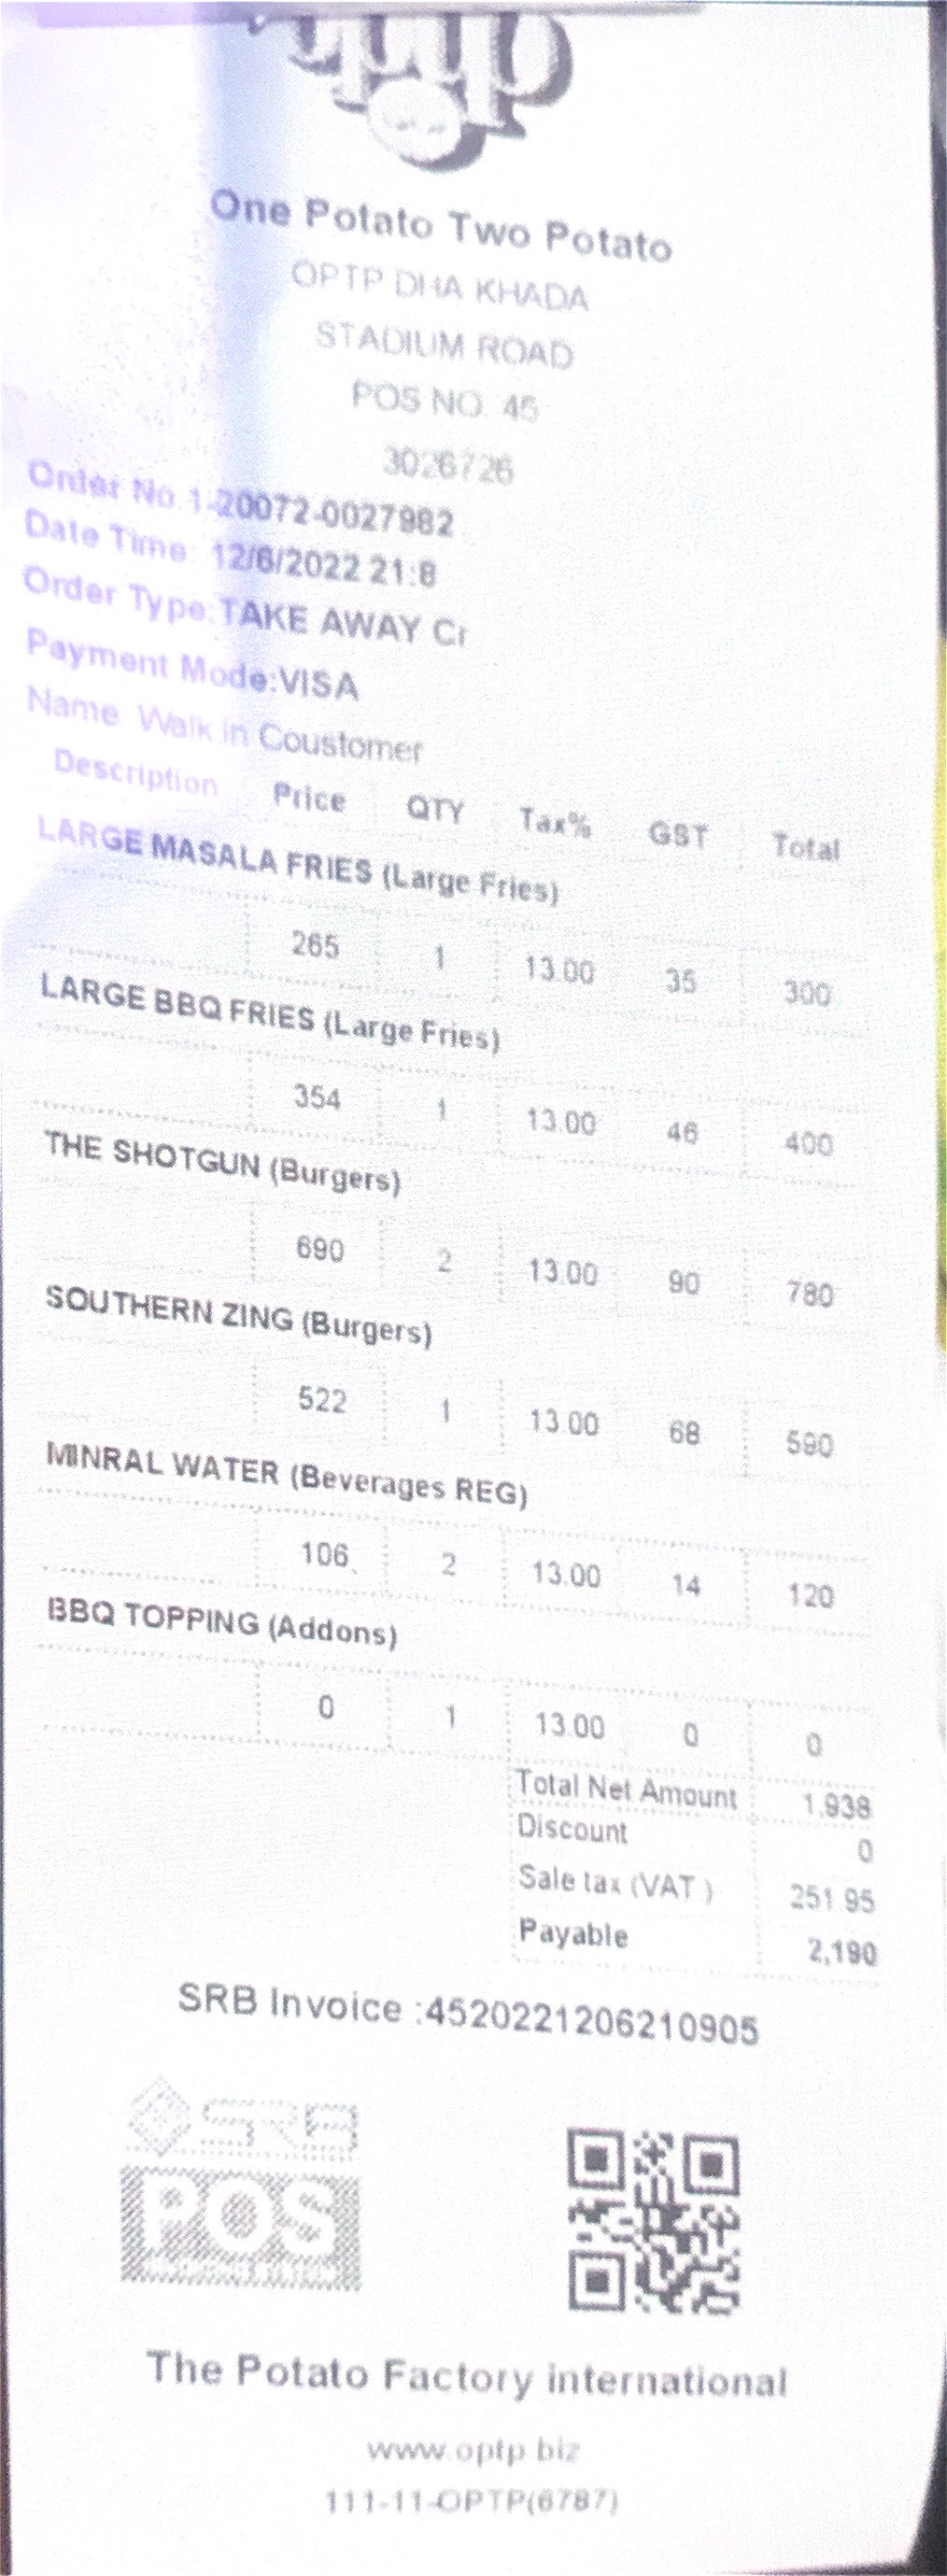 optp
One Potato Two Potato
OPTP DHA KHADA
STADIUM ROAD
POS NO. 45
3026726
Order No.1-20072-0027982
Date Time: 12/6/2022 21:8
Order Type:TAKE AWAY Cr
Payment Mode:VISA
Name: Walk in Coustomer
Description Price QTY Tax% GST Total
LARGE MASALA FRIES (Large Fries)
265 1 13.00 35 300
LARGE BBQ FRIES (Large Fries)
354 1 13.00 46 400
THE SHOTGUN (Burgers)
690 2 13.00 90 780
SOUTHERN ZING (Burgers)
522 1 13.00 68 590
MINRAL WATER (Beverages REG)
106 2 13.00 14 120
BBQ TOPPING (Addons)
0 1 13.00 0 0
Total Net Amount 1,938
Discount 0
Sale tax (VAT ) 251.95
Payable 2,190
SRB Invoice :4520221206210905
SRB
POS
The Potato Factory international
www.optp.biz
111-11-OPTP(6787)